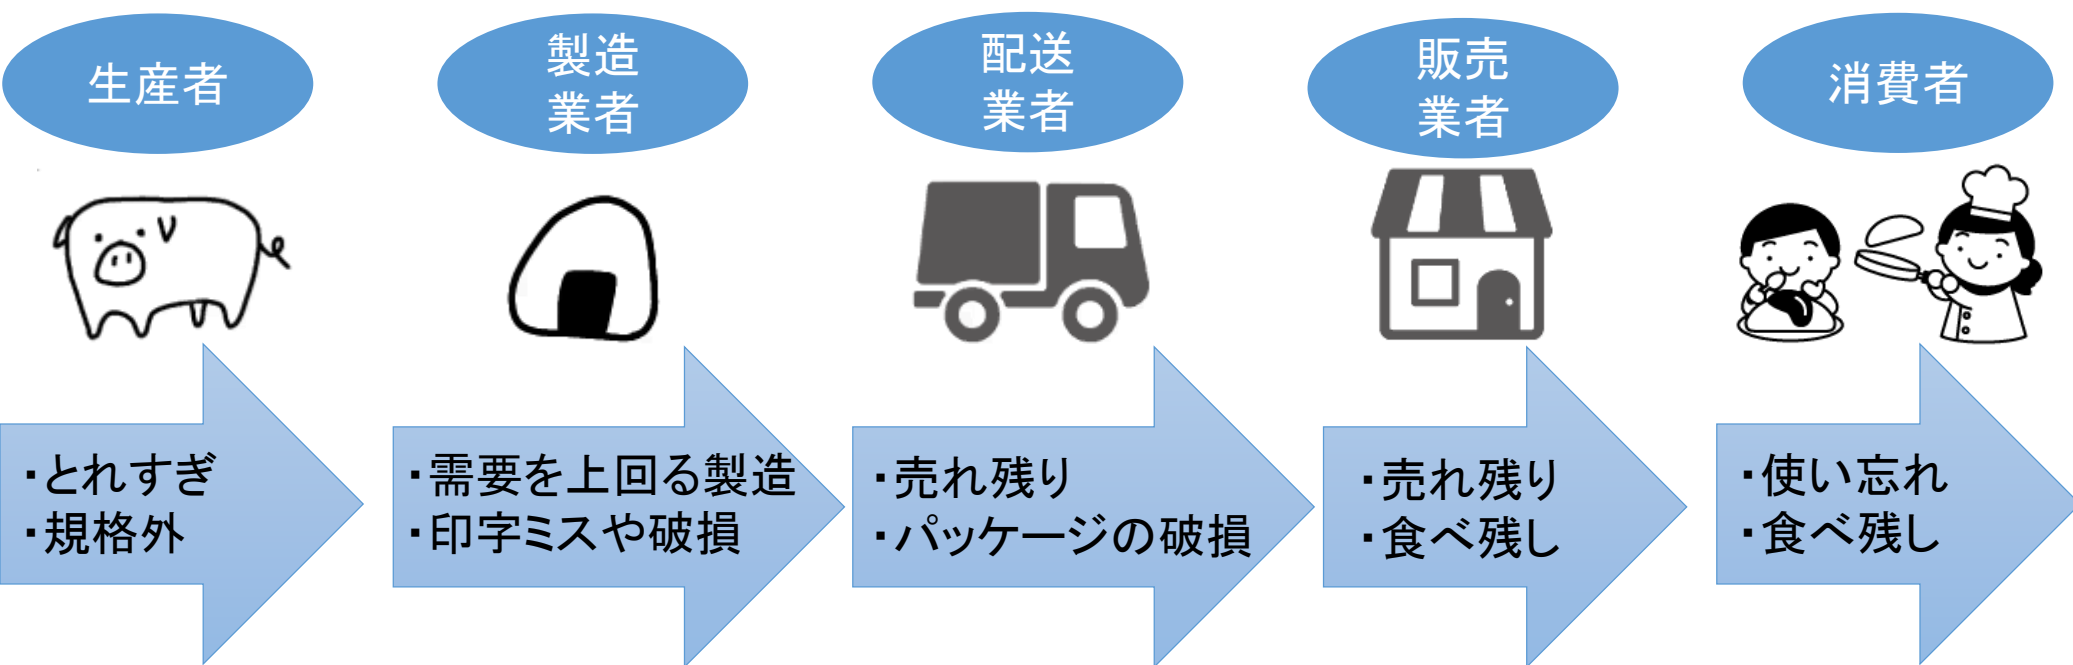 生産者
製造
業者
配送
業者
販売
業者
消費者
・とれすぎ
・規格外
・需要を上回る製造
・印字ミスや破損
・売れ残り
・パッケージの破損
・売れ残り
・食べ残し
・使い忘れ
・食べ残し